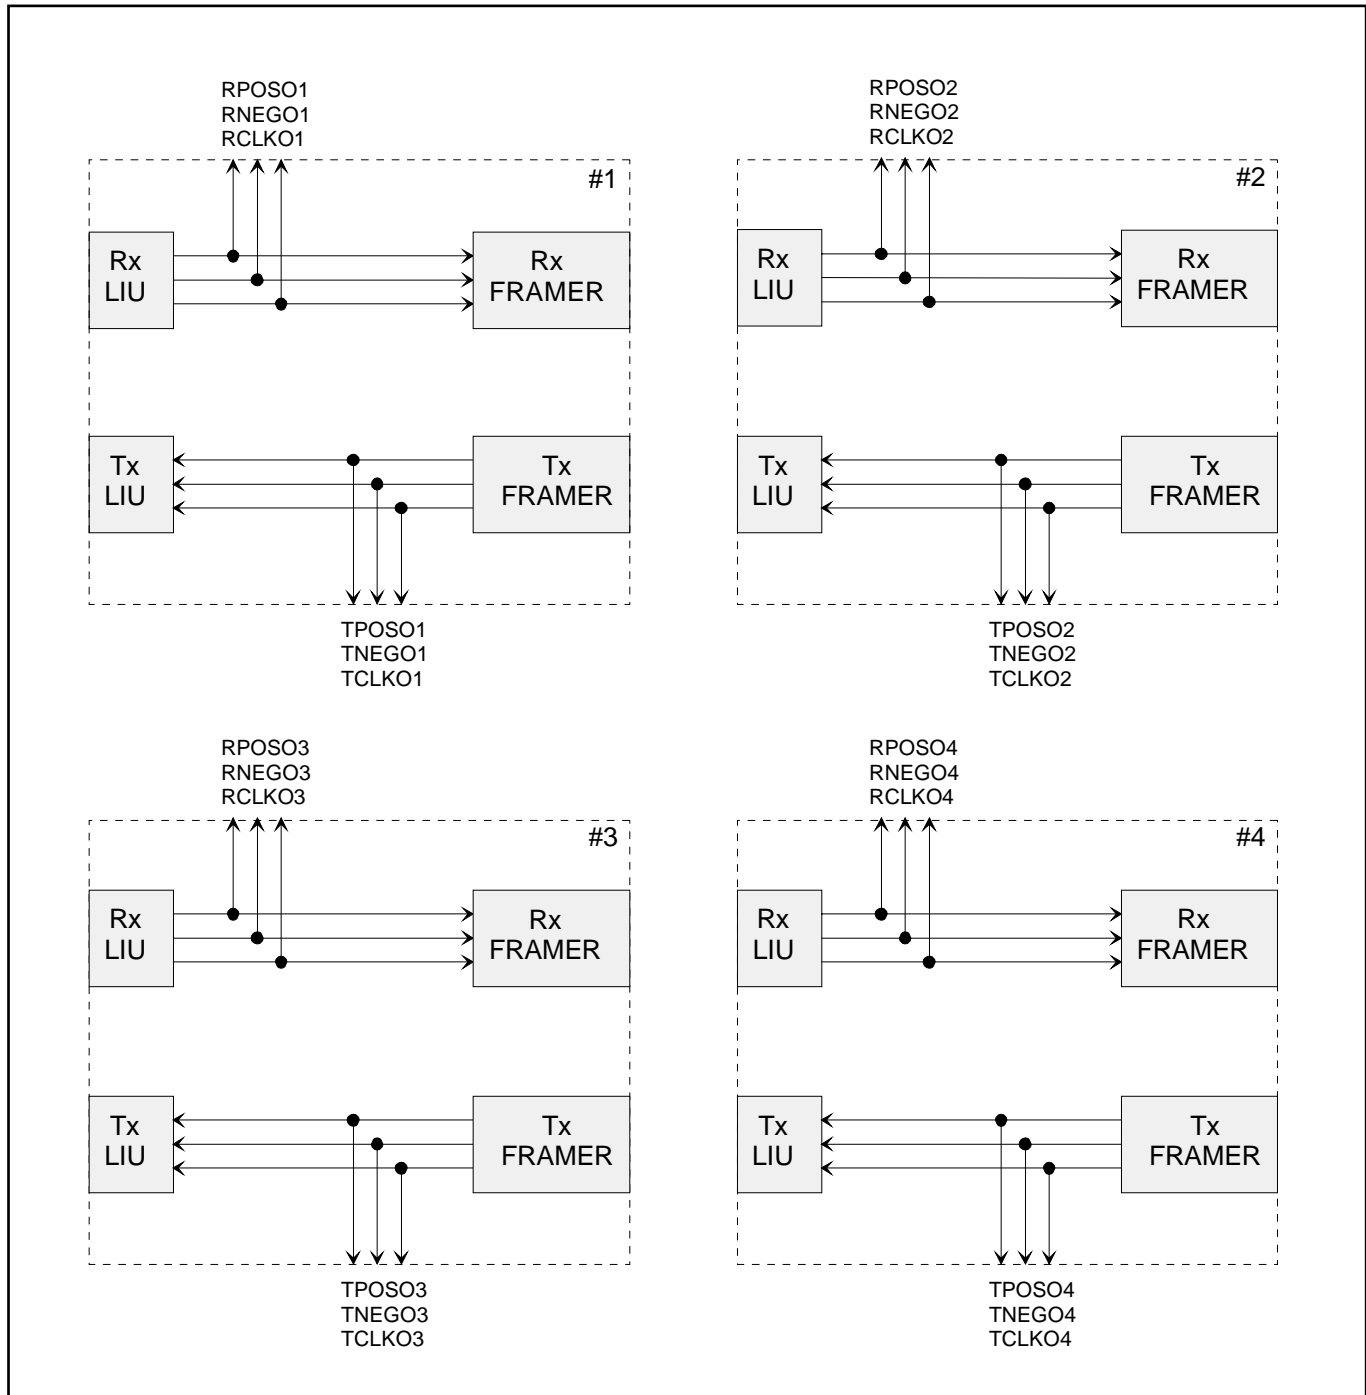 RPOSO1
RNEGO1
RCLKO1
#1
Rx
LIU
Rx
FRAMER
Tx
LIU
Tx
FRAMER
TPOSO1
TNEGO1
TCLKO1
RPOSO2
RNEGO2
RCLKO2
#2
Rx
LIU
Rx
FRAMER
Tx
LIU
Tx
FRAMER
TPOSO2
TNEGO2
TCLKO2
RPOSO3
RNEGO3
RCLKO3
#3
Rx
LIU
Rx
FRAMER
Tx
LIU
Tx
FRAMER
TPOSO3
TNEGO3
TCLKO3
RPOSO4
RNEGO4
RCLKO4
#4
Rx
LIU
Rx
FRAMER
Tx
LIU
Tx
FRAMER
TPOSO4
TNEGO4
TCLKO4